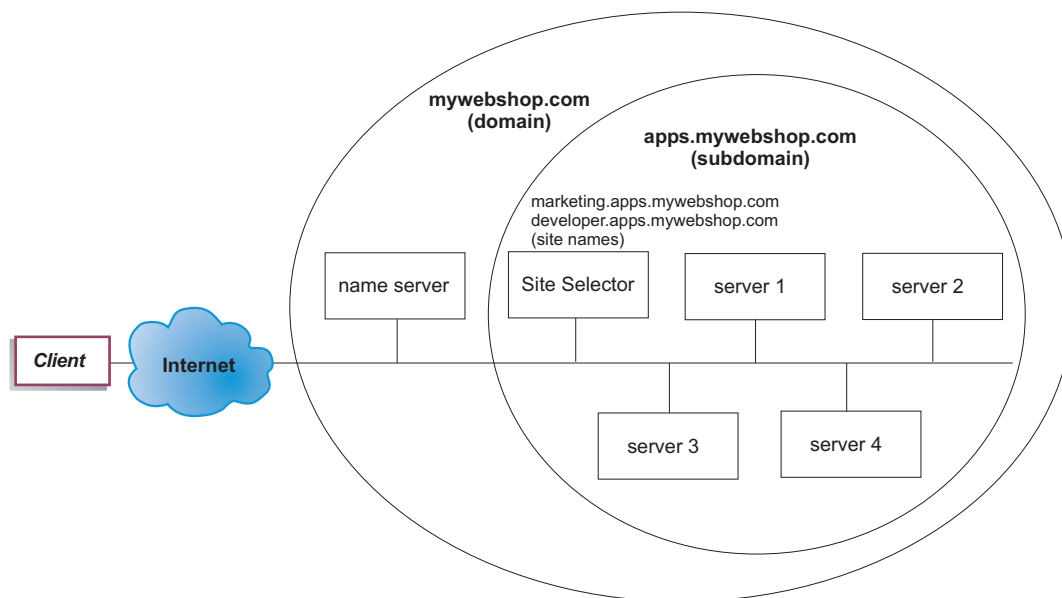 mywebshop.com
(domain)
apps.mywebshop.com
(subdomain)
marketing.apps.mywebshop.com
developer.apps.mywebshop.com
(site names)
name server
Site Selector
server 1
server 2
Client
Internet
server 3
server 4